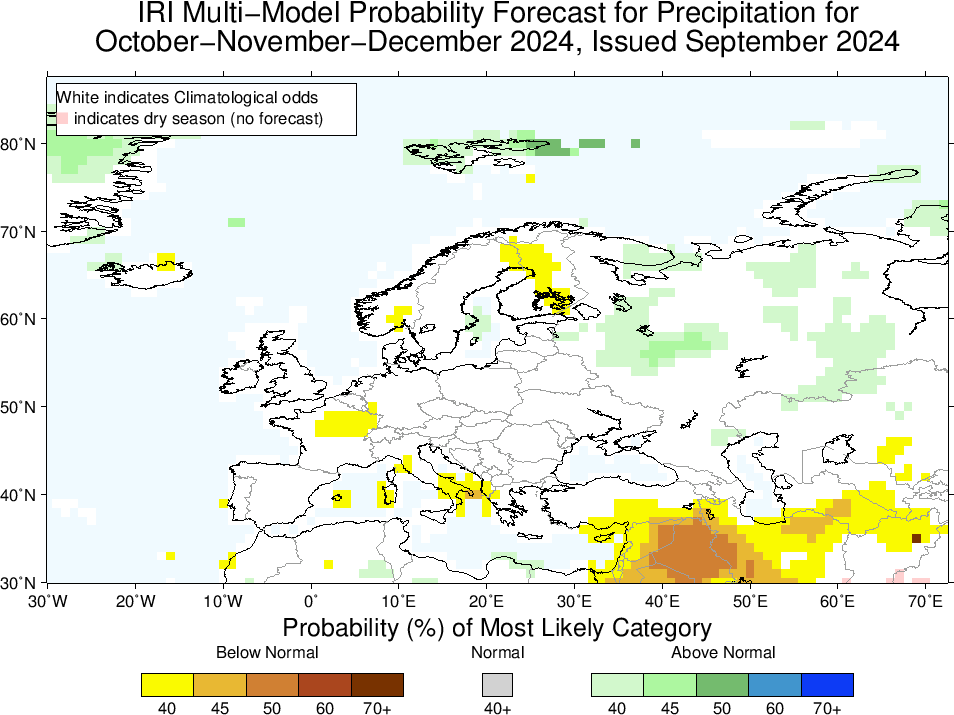 IRI Multi−Model Probability Forecast for Precipitation for
October−November−December 2024, Issued September 2024
White indicates Climatological odds
indicates dry season (no forecast)
80˚N
70˚N
60˚N
50˚N
40˚N
30˚N
30˚W 20˚W 10˚W 0˚ 10˚E 20˚E 30˚E 40˚E 50˚E 60˚E 70˚E
Probability (%) of Most Likely Category
Below Normal Normal Above Normal
40 45 50 60 70+ 40+ 40 45 50 60 70+